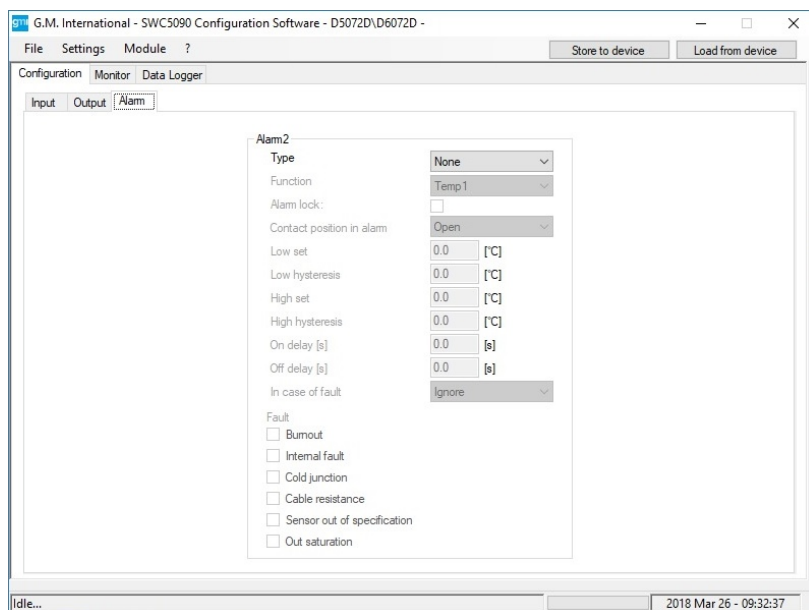 gmi G.M. International - SWC5090 Configuration Software - D5072D\D6072D -
File Settings Module ? Store to device Load from device
Configuration Monitor Data Logger
Input Output Alarm
Alarm2
Type None
Function Temp1
Alarm lock:
Contact position in alarm Open
Low set 0.0 [°C]
Low hysteresis 0.0 [°C]
High set 0.0 [°C]
High hysteresis 0.0 [°C]
On delay [s] 0.0 [s]
Off delay [s] 0.0 [s]
In case of fault Ignore
Fault
Burnout
Internal fault
Cold junction
Cable resistance
Sensor out of specification
Out saturation
Idle... 2018 Mar 26 - 09:32:37